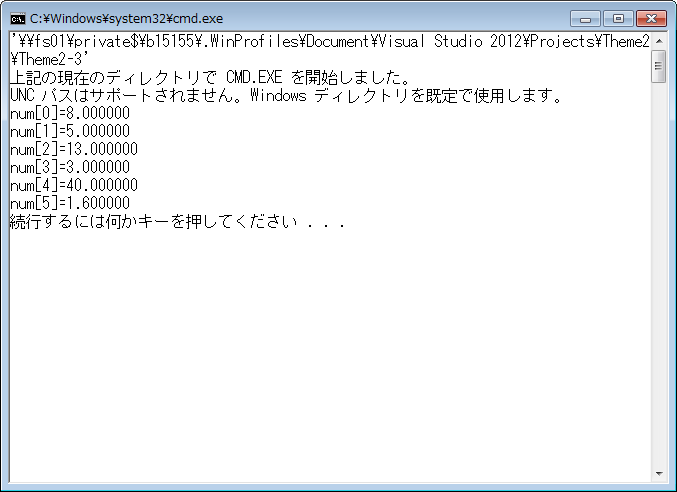 C:¥Windows¥system32¥cmd.exe
'¥¥fs01¥private$¥b15155¥.WinProfiles¥Document¥Visual Studio 2012¥Projects¥Theme2
¥Theme2-3'
上記の現在のディレクトリで CMD.EXE を開始しました。
UNC パスはサポートされません。Windows ディレクトリを既定で使用します。
num[0]=8.000000
num[1]=5.000000
num[2]=13.000000
num[3]=3.000000
num[4]=40.000000
num[5]=1.600000
続行するには何かキーを押してください . . .